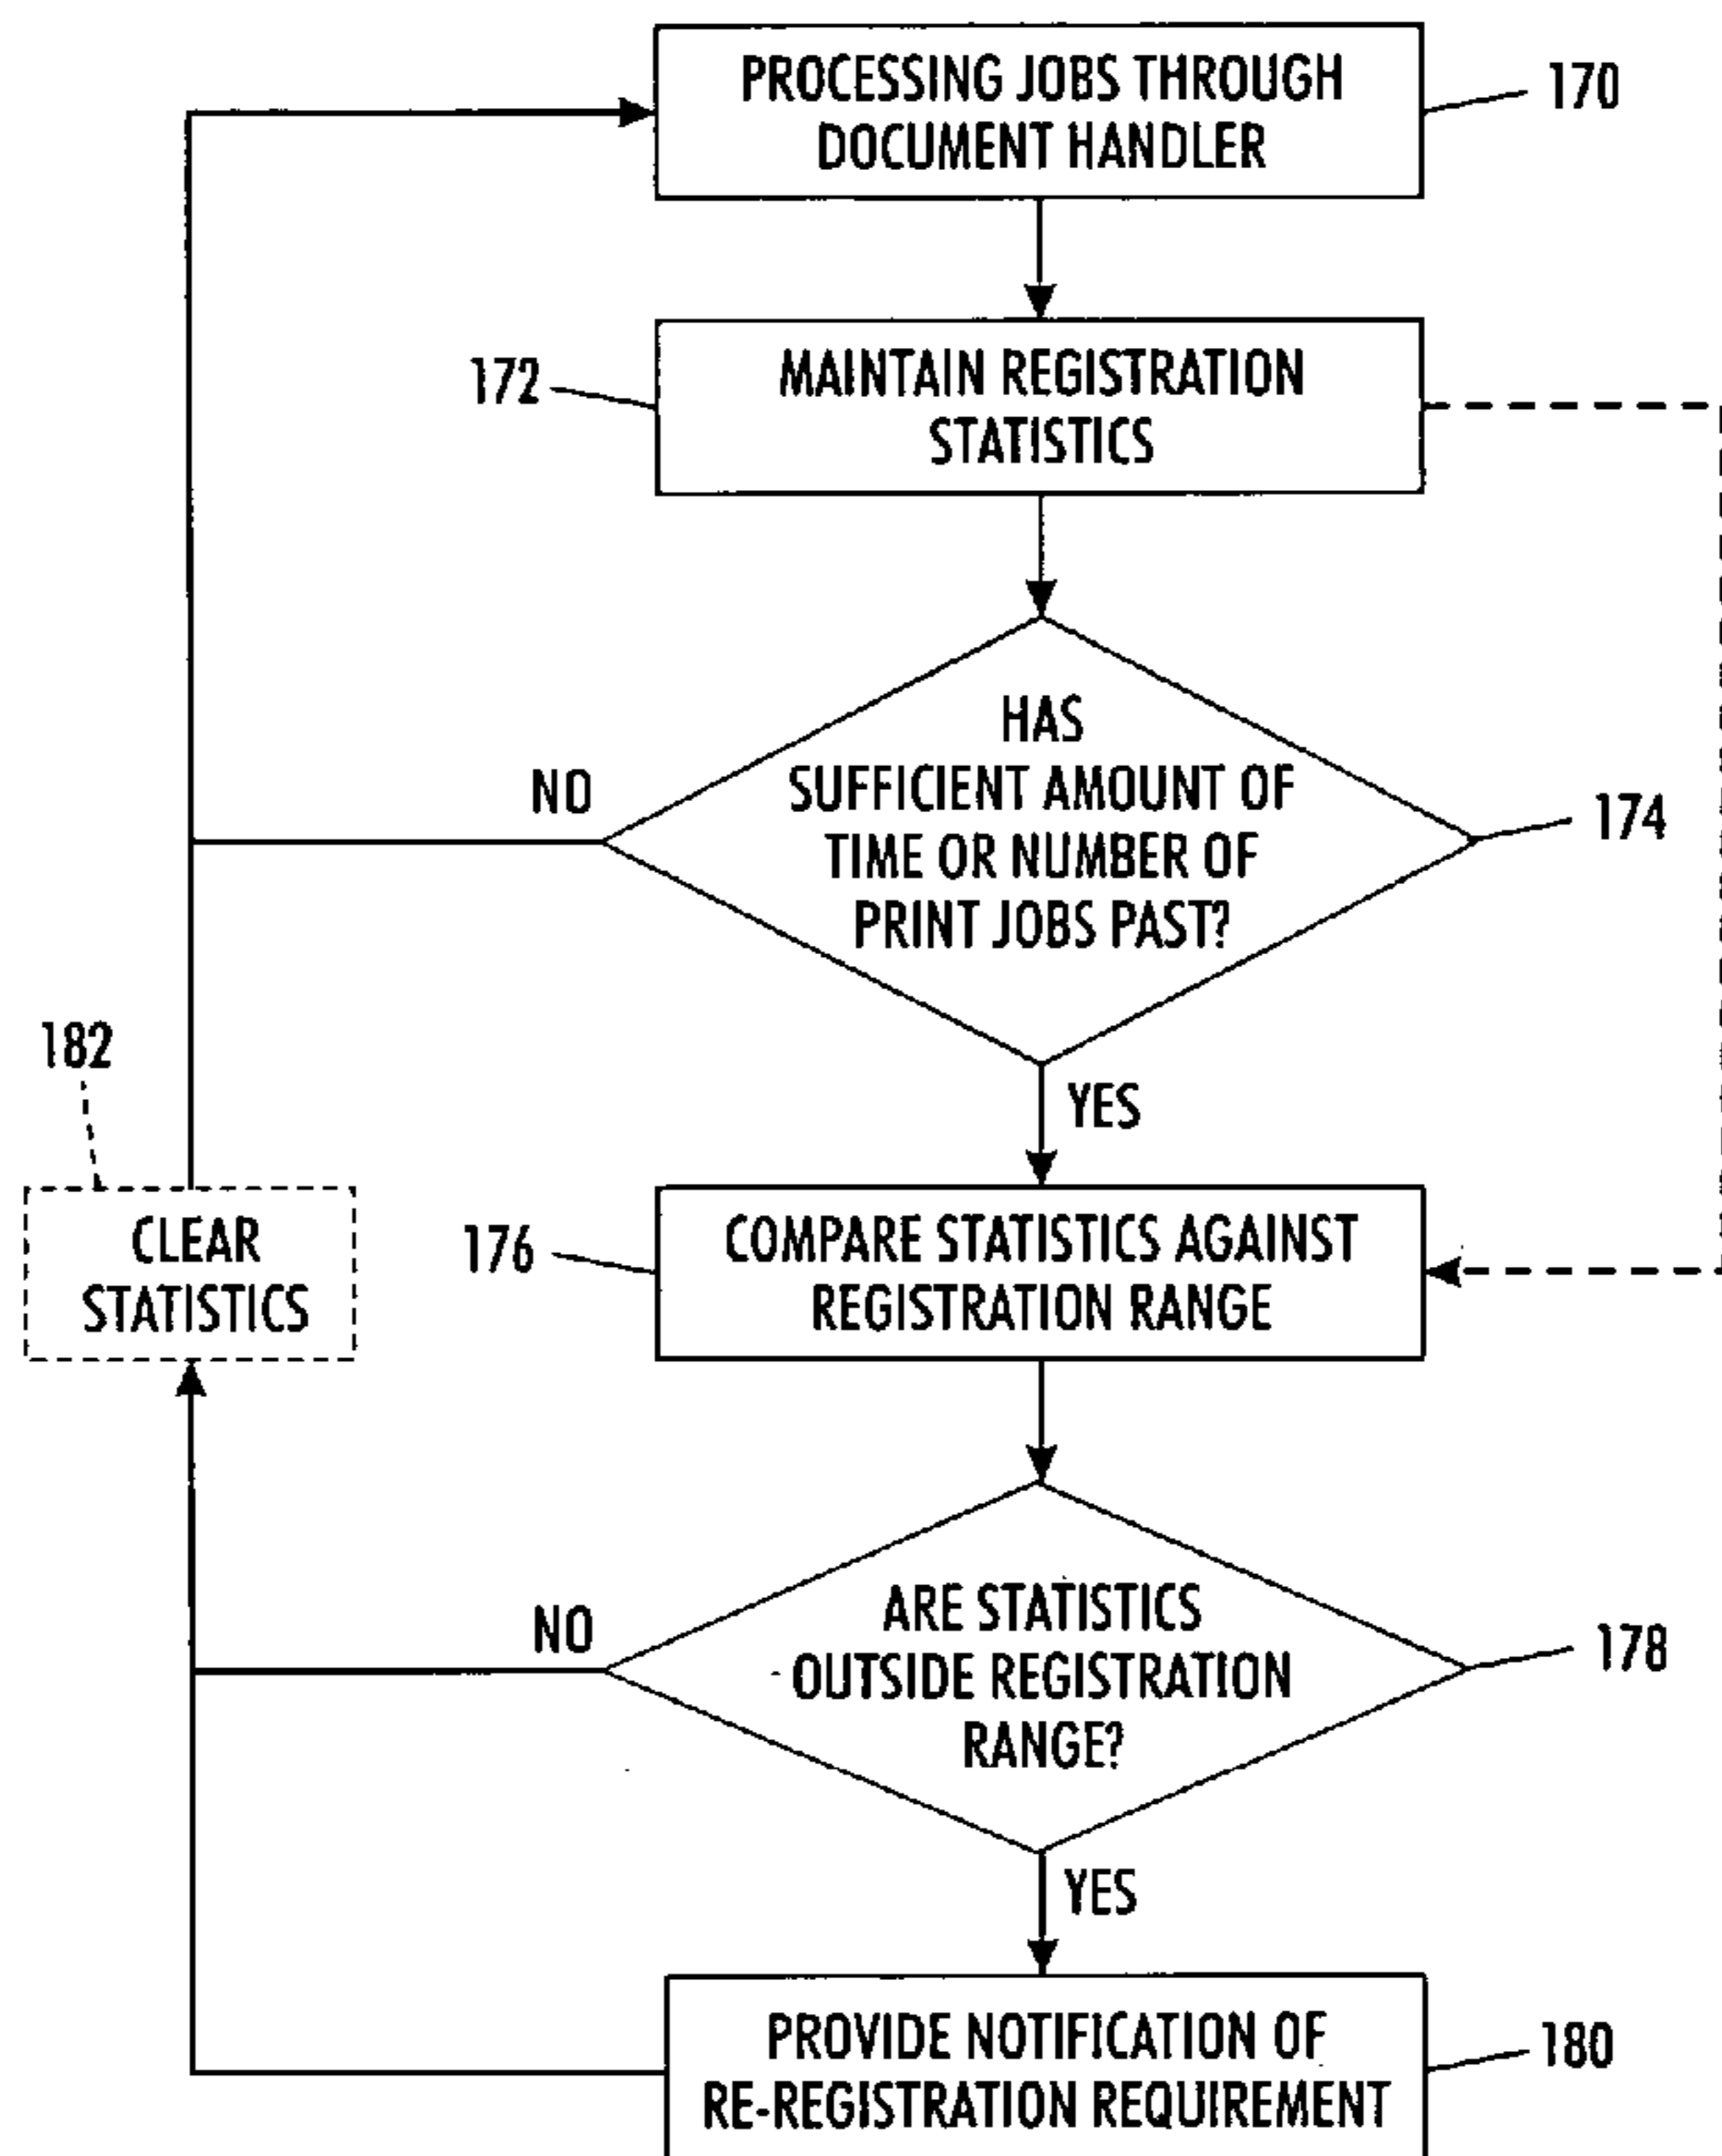 PROCESSING JOBS THROUGH
DOCUMENT HANDLER
170
172
MAINTAIN REGISTRATION
STATISTICS
HAS
SUFFICIENT AMOUNT OF
TIME OR NUMBER OF
PRINT JOBS PAST?
NO
174
YES
182
CLEAR
STATISTICS
176
COMPARE STATISTICS AGAINST
REGISTRATION RANGE
ARE STATISTICS
OUTSIDE REGISTRATION
RANGE?
NO
178
YES
PROVIDE NOTIFICATION OF
RE-REGISTRATION REQUIREMENT
180